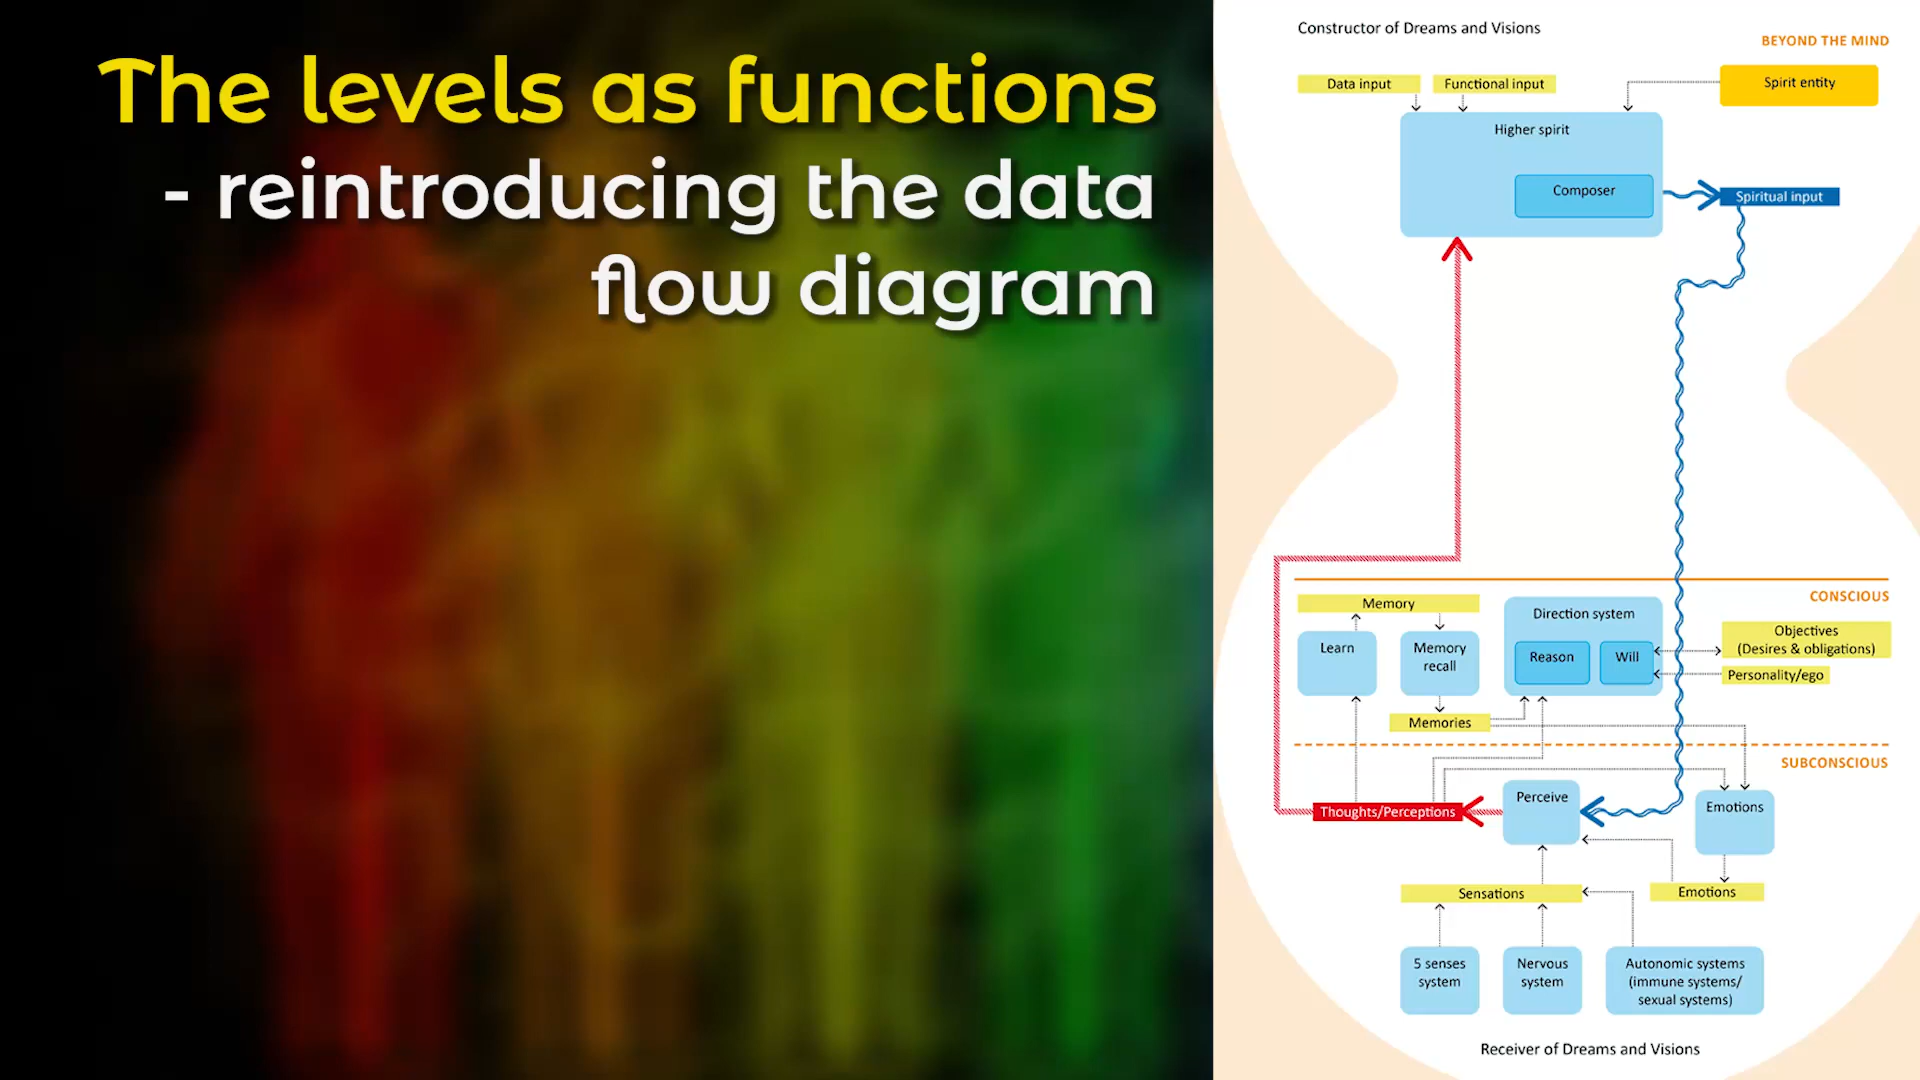 The levels as functions
- reintroducing the data
flow diagram
Constructor of Dreams and Visions
BEYOND THE MIND
Data input
Functional input
Spirit entity
Higher spirit
Composer
Spiritual input
CONSCIOUS
Memory
Direction system
Learn
Memory
recall
Reason
Will
Objectives
(Desires & obligations)
Personality/ego
Memories
SUBCONSCIOUS
Thoughts/Perceptions
Perceive
Emotions
Sensations
Emotions
5 senses
system
Nervous
system
Autonomic systems
(immune systems/
sexual systems)
Receiver of Dreams and Visions